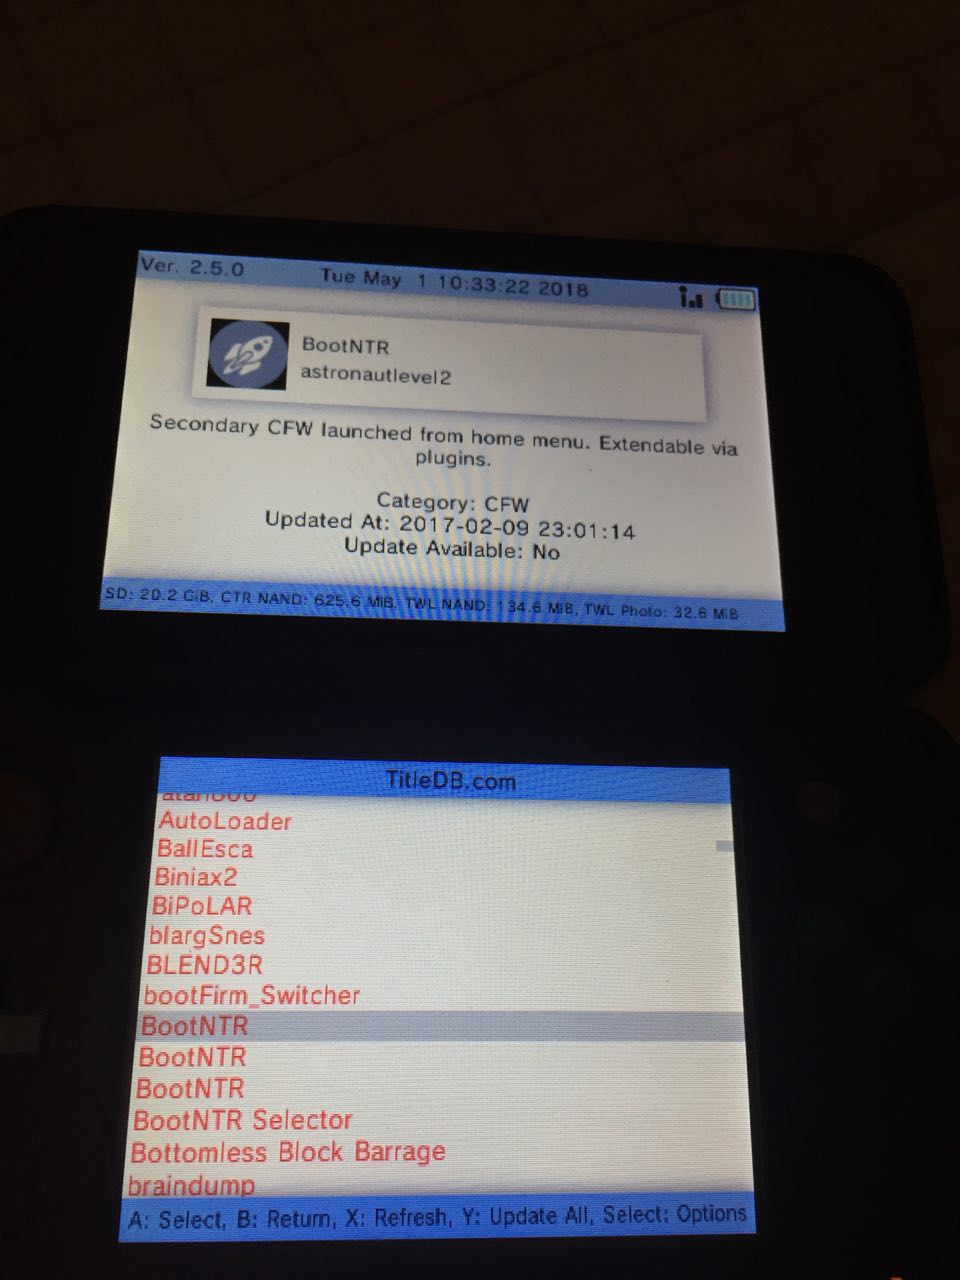 Ver. 2.5.0
Tue May 1 10:33:22 2018
BootNTR
astronautlevel2
Secondary CFW launched from home menu. Extendable via
plugins.
Category: CFW
Updated At: 2017-02-09 23:01:14
Update Available: No
SD: 20.2 GiB, CTR NAND: 625.6 MiB, TWL NAND: 134.6 MiB, TWL Photo: 32.6 MiB
TitleDB.com
AutoLoader
BallEsca
Biniax2
BiPoLAR
blargSnes
BLEND3R
bootFirm_Switcher
BootNTR
BootNTR
BootNTR
BootNTR Selector
Bottomless Block Barrage
braindump
A: Select, B: Return, X: Refresh, Y: Update All, Select: Options